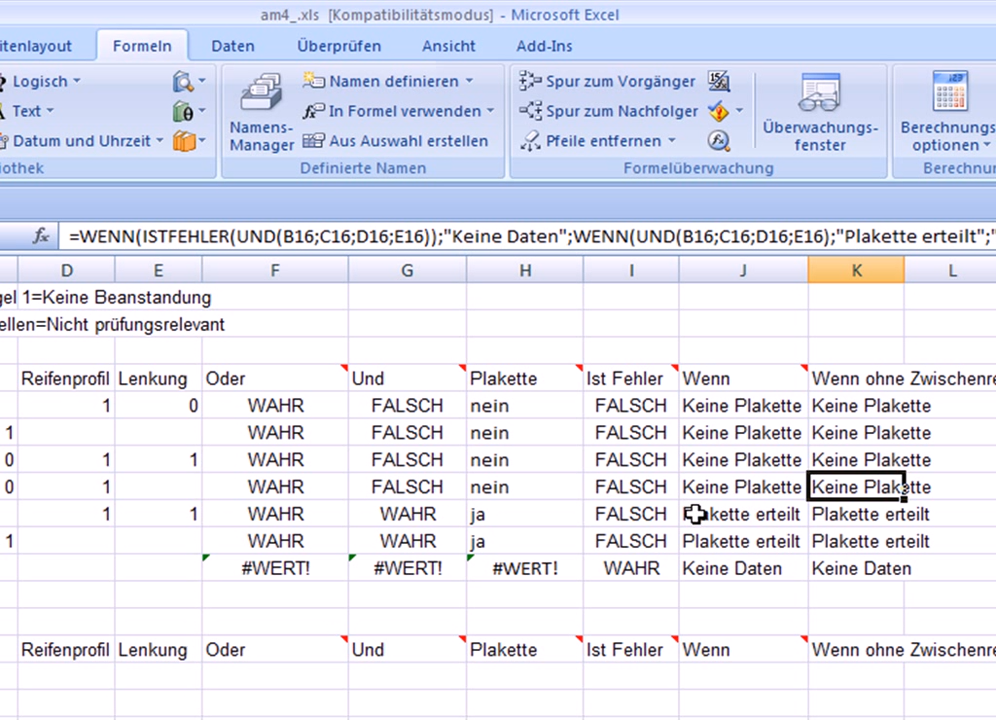 am4_.xls [Kompatibilitätsmodus] - Microsoft Excel
itenlayout Formeln Daten Überprüfen Ansicht Add-Ins
Logisch Namen definieren Spur zum Vorgänger
Text In Formel verwenden Spur zum Nachfolger
Datum und Uhrzeit Namens-Manager Aus Auswahl erstellen Pfeile entfernen Überwachungs-fenster Berechnungs optionen
iothek Definierte Namen Formelüberwachung Berechnu
fx =WENN(ISTFEHLER(UND(B16;C16;D16;E16));"Keine Daten";WENN(UND(B16;C16;D16;E16);"Plakette erteilt";"
D E F G H I J K L
gel 1=Keine Beanstandung
ellen=Nicht prüfungsrelevant
Reifenprofil Lenkung Oder Und Plakette Ist Fehler Wenn Wenn ohne Zwischenre
1 0 WAHR FALSCH nein FALSCH Keine Plakette Keine Plakette
1 WAHR FALSCH nein FALSCH Keine Plakette Keine Plakette
0 1 1 WAHR FALSCH nein FALSCH Keine Plakette Keine Plakette
0 1 WAHR FALSCH nein FALSCH Keine Plakette Keine Plakette
1 1 WAHR WAHR ja FALSCH kette erteilt Plakette erteilt
1 WAHR WAHR ja FALSCH Plakette erteilt Plakette erteilt
#WERT! #WERT! #WERT! WAHR Keine Daten Keine Daten
Reifenprofil Lenkung Oder Und Plakette Ist Fehler Wenn Wenn ohne Zwischenre